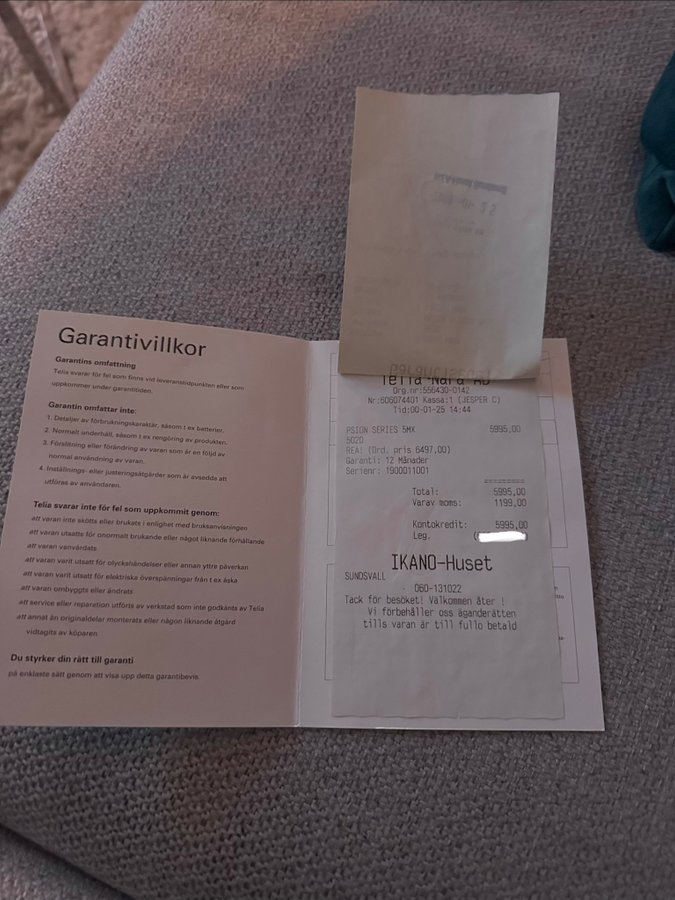 Garantivillkor
Garantins omfattning
Telia svarar för fel som finns vid leveranstidpunkten eller som
uppkommer under garantitiden.
Garantin omfattar inte:
1. Detaljer av förbrukningskaraktär, såsom t ex batterier.
2. Normalt underhåll, såsom t ex rengöring av produkten.
3. Förslitning eller förändring av varan som är en följd av
normal användning av varan.
4. Inställnings- eller justeringsåtgärder som är avsedda att
utföras av användaren.
Telia svarar inte för fel som uppkommit genom:
att varan inte skötts eller brukats i enlighet med bruksanvisningen
att varan utsatts för onormalt brukande eller något liknande förhållande
att varan vanvårdats
att varan varit utsatt för olyckshändelser eller annan yttre påverkan
att varan varit utsatt för elektriska överspänningar från t ex åska
att varan ombyggts eller ändrats
att service eller reparation utförts av verkstad som inte godkänts av Telia
att annat än originaldelar monterats eller någon liknande åtgärd
vidtagits av köparen.
Du styrker din rätt till garanti
på enklaste sätt genom att visa upp detta garantibevis.
Telia Nära AB
Org.nr:556430-0142
Nr:606074401 Kassa:1 (JESPER C)
Tid:00-01-25 14:44
PSION SERIES 5MX 5995,00
5020
REA! (Ord. pris 6497,00)
Garanti: 12 Månader
Serienr: 1900011001
========
Total: 5995,00
Varav moms: 1199,00
Kontokredit: 5995,00
Leg. (
IKANO-Huset
SUNDSVALL
060-131022
Tack för besöket! Välkommen åter !
Vi förbehåller oss äganderätten
tills varan är till fullo betald